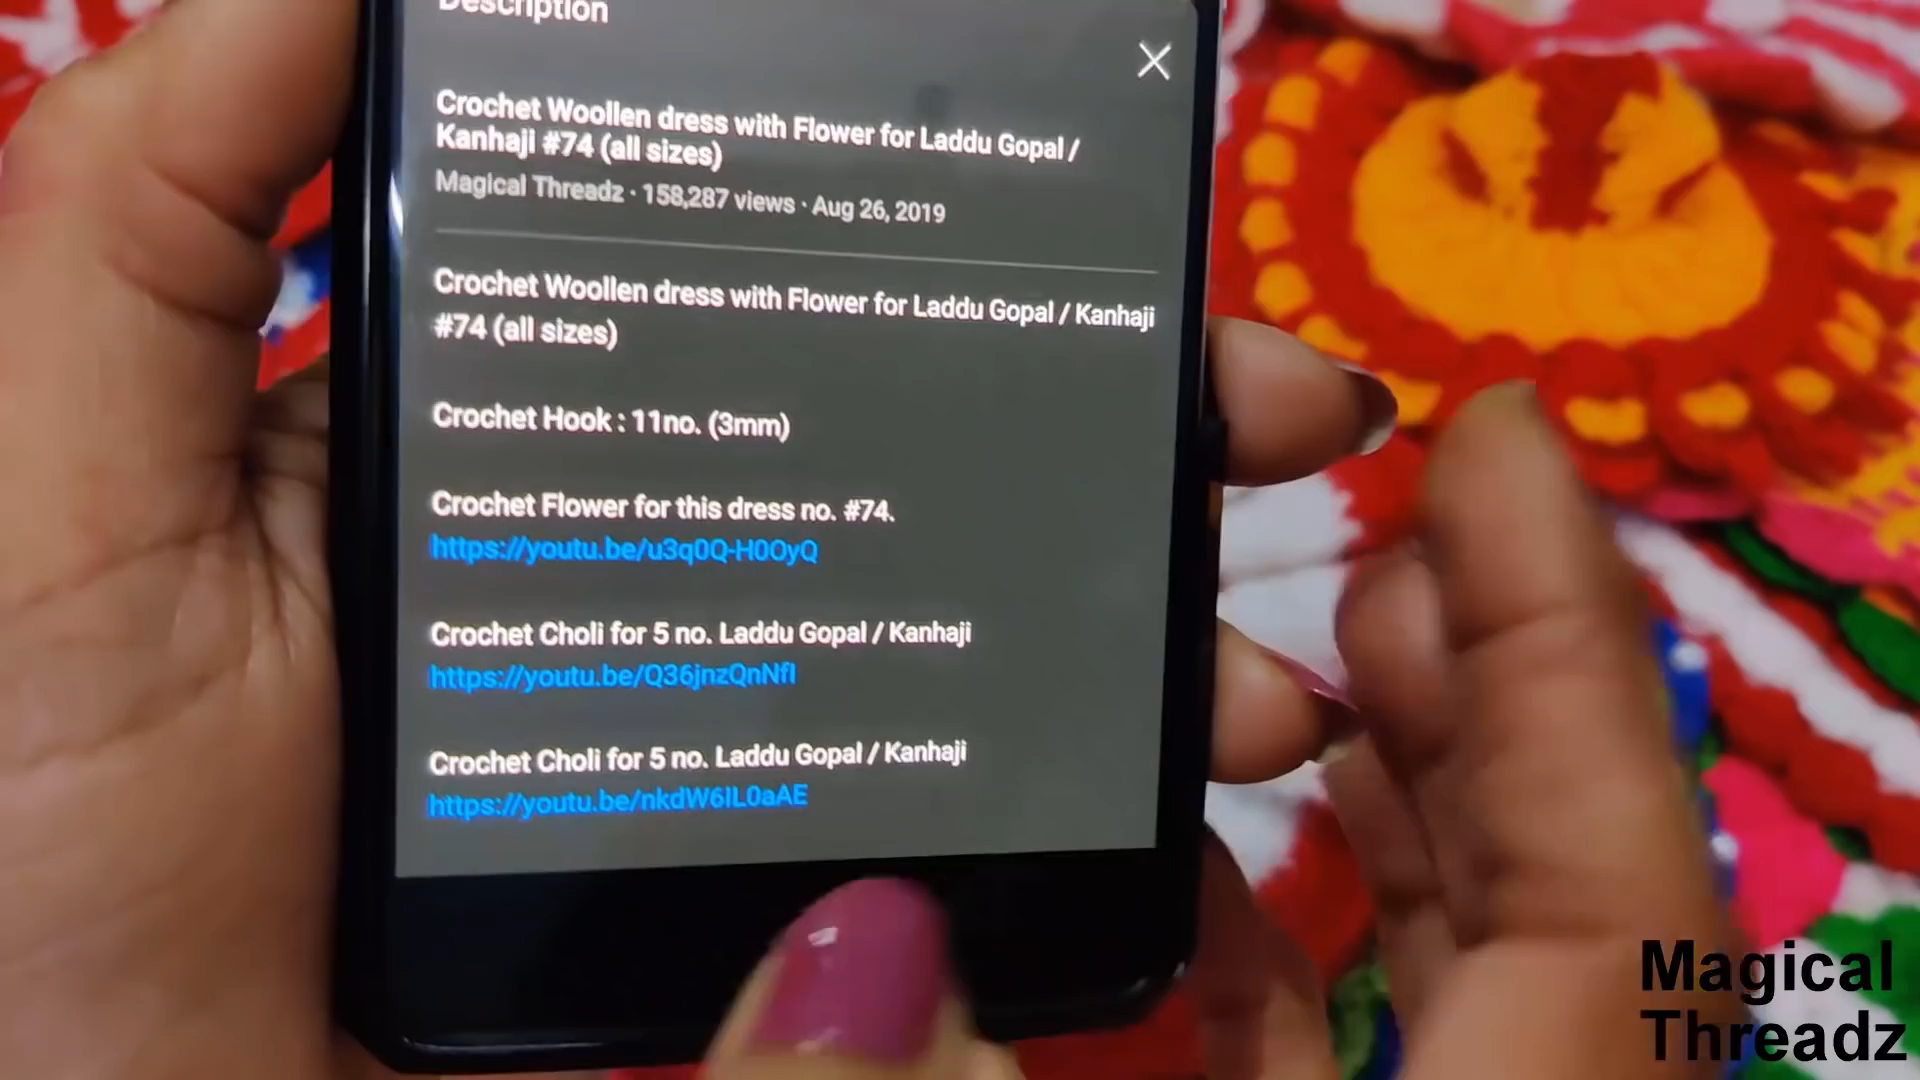 Description
Crochet Woollen dress with Flower for Laddu Gopal /
Kanhaji #74 (all sizes)
Magical Threadz · 158,287 views · Aug 26, 2019
Crochet Woollen dress with Flower for Laddu Gopal / Kanhaji
#74 (all sizes)
Crochet Hook : 11no. (3mm)
Crochet Flower for this dress no. #74.
https://youtu.be/u3q0Q-H0OyQ
Crochet Choli for 5 no. Laddu Gopal / Kanhaji
https://youtu.be/Q36jnzQnNfI
Crochet Choli for 5 no. Laddu Gopal / Kanhaji
https://youtu.be/nkdW6IL0aAE
Magical
Threadz